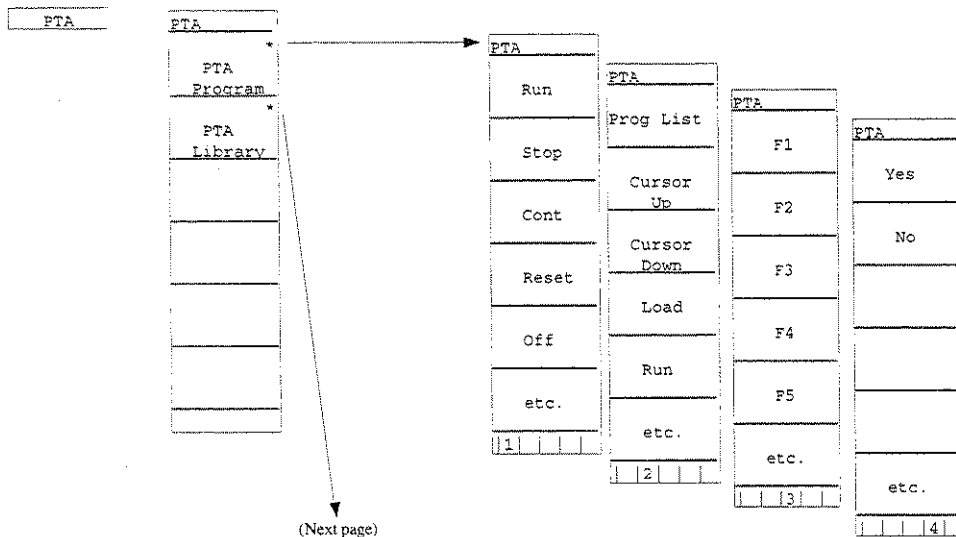 PTA
PTA
*
PTA
Program
*
PTA
Library
(Next page)
PTA
Run
Stop
Cont
Reset
Off
etc.
1
PTA
Prog List
Cursor
Up
Cursor
Down
Load
Run
etc.
2
PTA
F1
F2
F3
F4
F5
etc.
3
PTA
Yes
No
etc.
4